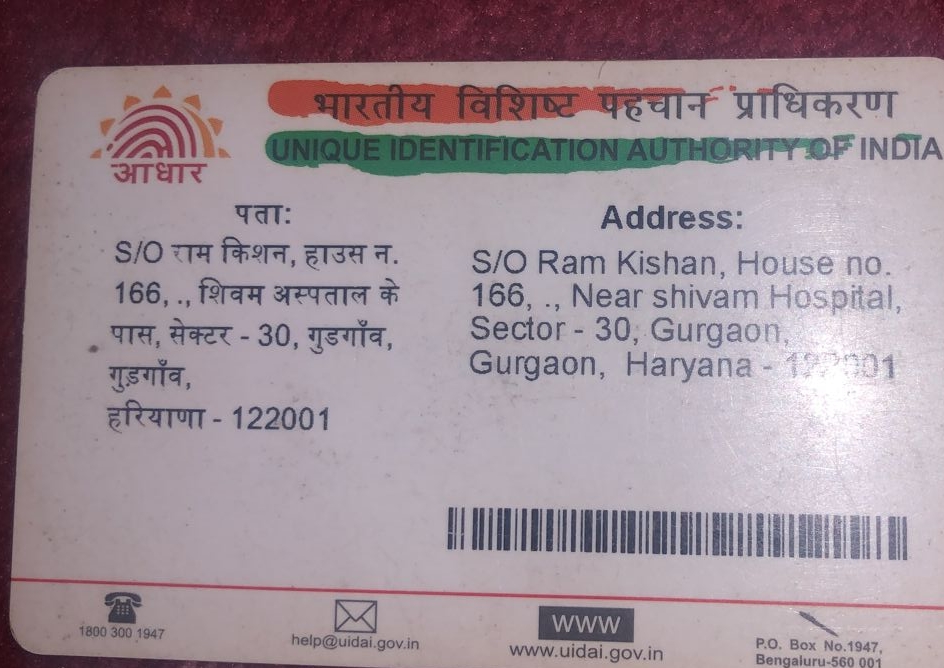 भारतीय विशिष्ट पहचान प्राधिकरण
UNIQUE IDENTIFICATION AUTHORITY OF INDIA
आधार
पता:
S/O राम किशन, हाउस न.
166, ., शिवम अस्पताल के
पास, सेक्टर - 30, गुडगाँव,
गुड़गाँव,
हरियाणा - 122001
Address:
S/O Ram Kishan, House no.
166, ., Near shivam Hospital,
Sector - 30, Gurgaon,
Gurgaon, Haryana - 122001
1800 300 1947
help@uidai.gov.in
WWW
www.uidai.gov.in
P.O. Box No.1947,
Bengaluru-560 001